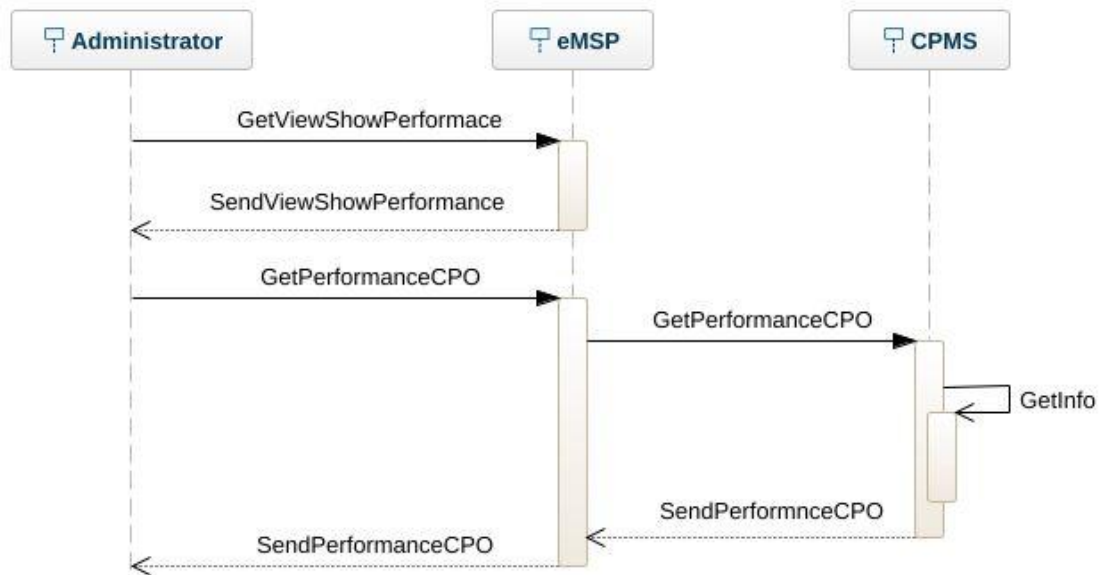 Administrator
eMSP
CPMS
GetViewShowPerformace
SendViewShowPerformance
GetPerformanceCPO
GetPerformanceCPO
GetInfo
SendPerformnceCPO
SendPerformanceCPO